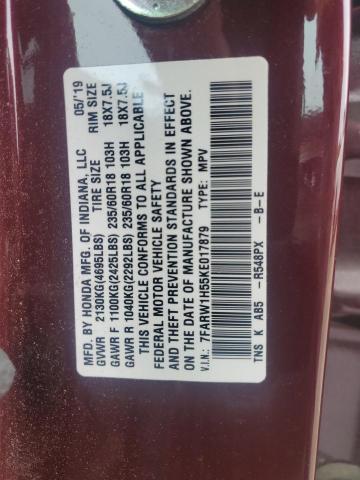 MFD. BY HONDA MFG. OF INDIANA, LLC 05/'19
GVWR 2130KG(4695LBS) TIRE SIZE RIM SIZE
GAWR F 1100KG(2425LBS) 235/60R18 103H 18X7.5J
GAWR R 1040KG(2292LBS) 235/60R18 103H 18X7.5J
THIS VEHICLE CONFORMS TO ALL APPLICABLE
FEDERAL MOTOR VEHICLE SAFETY
AND THEFT PREVENTION STANDARDS IN EFFECT
ON THE DATE OF MANUFACTURE SHOWN ABOVE.
V.I.N.: 7FARW1H55KE017879 TYPE: MPV
TNS K AB5 -R548PX -B-E